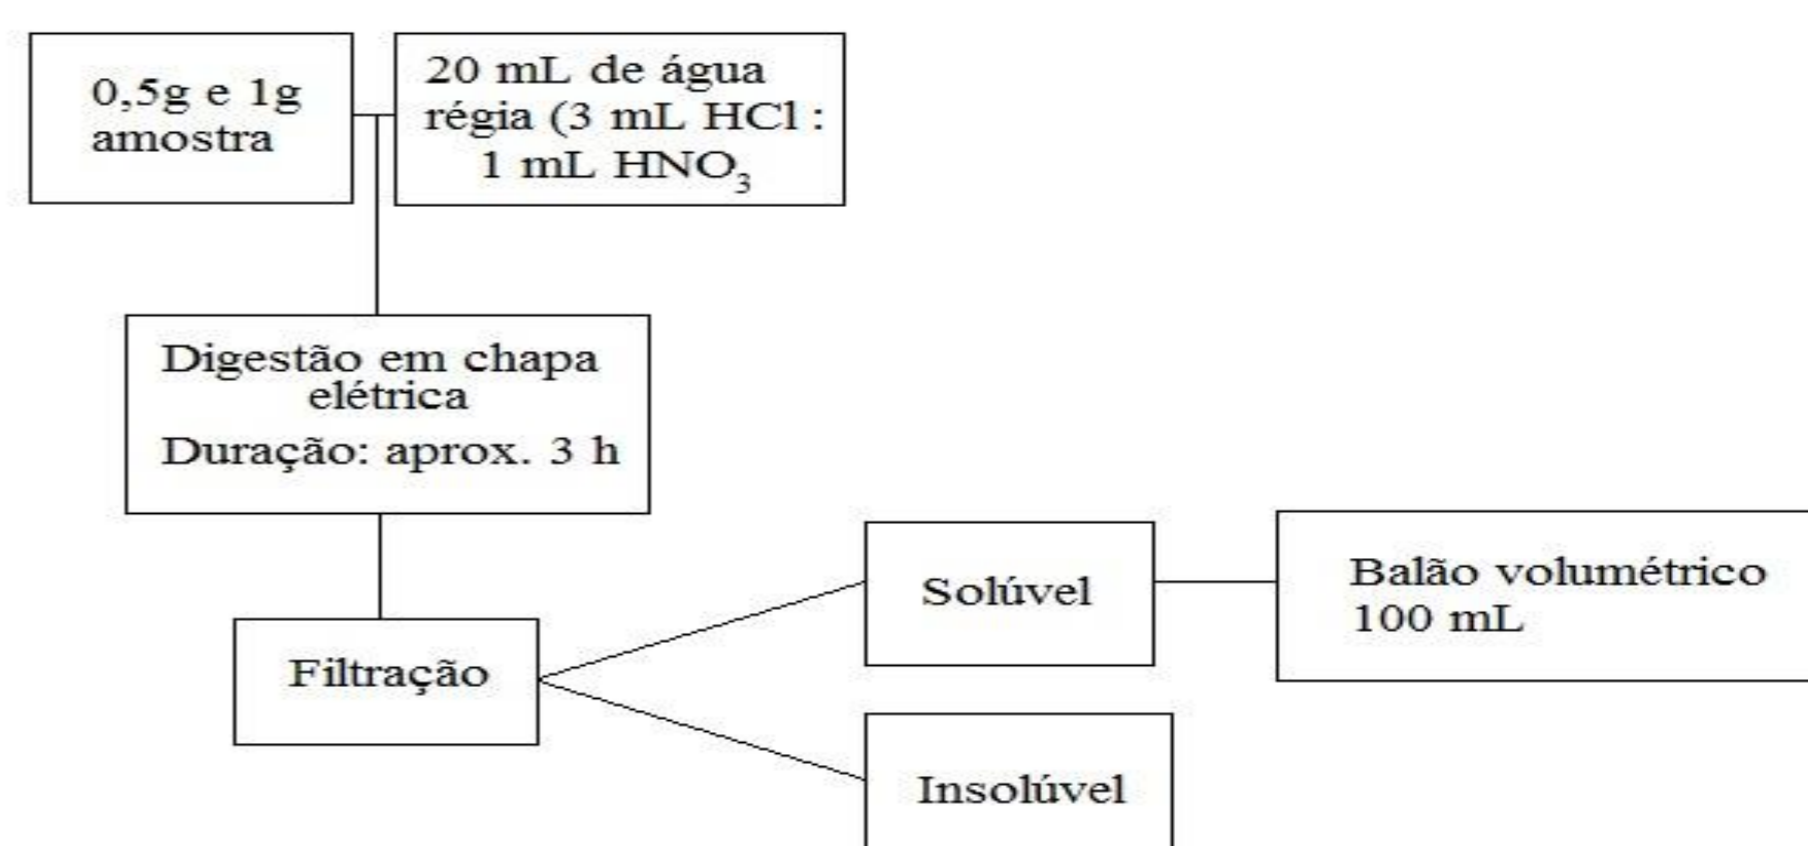 0,5g e 1g
amostra
20 mL de água
régia (3 mL HCl :
1 mL HNO₃
Digestão em chapa
elétrica
Duração: aprox. 3 h
Filtração
Solúvel
Balão volumétrico
100 mL
Insolúvel